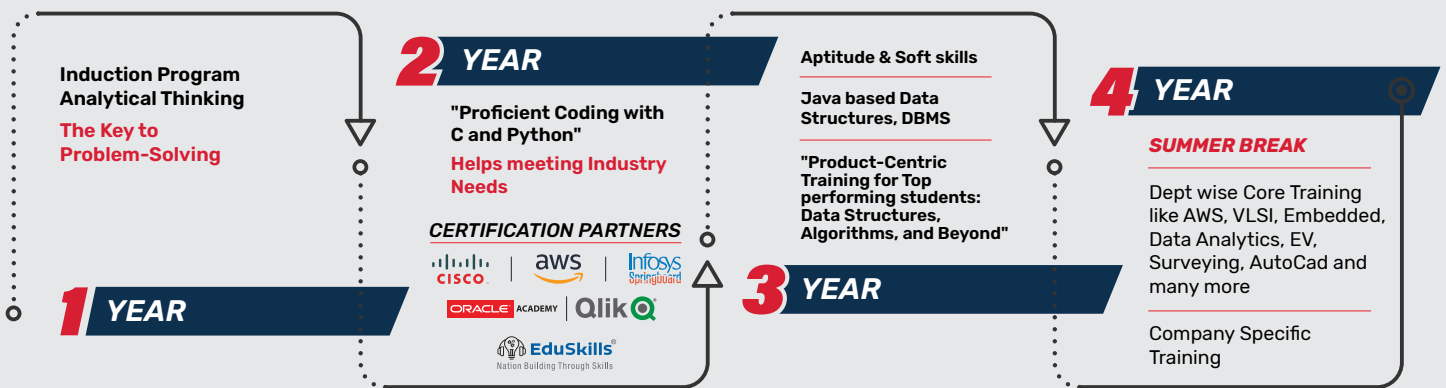 Induction Program
Analytical Thinking
The Key to
Problem-Solving
1 YEAR
2 YEAR
"Proficient Coding with
C and Python"
Helps meeting Industry
Needs
CERTIFICATION PARTNERS
CISCO
aws
Infosys
Springboard
ORACLE ACADEMY
Qlik
EduSkills®
Nation Building Through Skills
Aptitude & Soft skills
Java based Data
Structures, DBMS
"Product-Centric
Training for Top
performing students:
Data Structures,
Algorithms, and Beyond"
3 YEAR
4 YEAR
SUMMER BREAK
Dept wise Core Training
like AWS, VLSI, Embedded,
Data Analytics, EV,
Surveying, AutoCad and
many more
Company Specific
Training